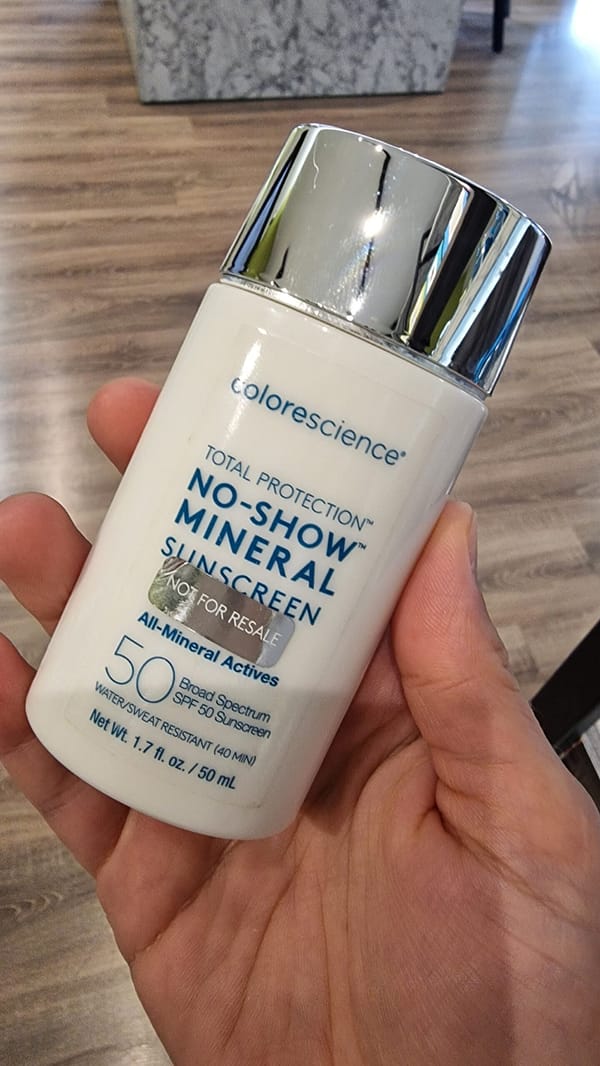 colorescience®
TOTAL PROTECTION™
NO-SHOW™
MINERAL
SUNSCREEN
NOT FOR RESALE
All-Mineral Actives
50 Broad Spectrum
SPF 50 Sunscreen
WATER/SWEAT RESISTANT (40 MIN)
Net Wt. 1.7 fl. oz. / 50 mL